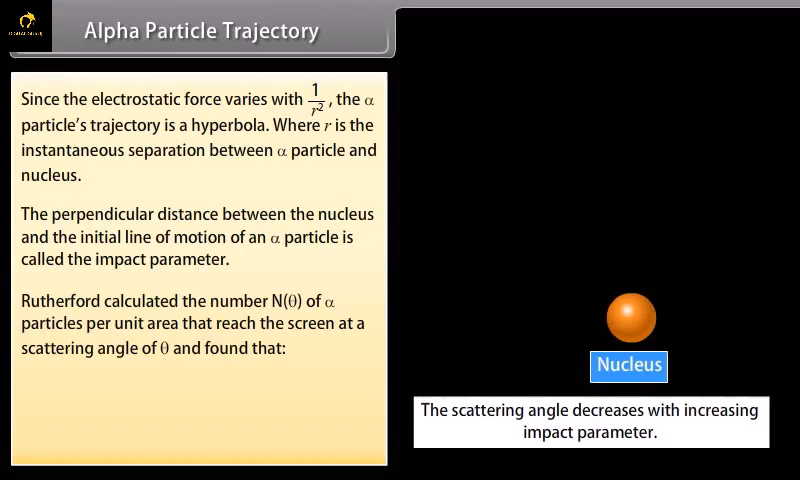 Alpha Particle Trajectory
Since the electrostatic force varies with 1/r², the α
particle's trajectory is a hyperbola. Where r is the
instantaneous separation between α particle and
nucleus.
The perpendicular distance between the nucleus
and the initial line of motion of an α particle is
called the impact parameter.
Rutherford calculated the number N(θ) of α
particles per unit area that reach the screen at a
scattering angle of θ and found that:
Nucleus
The scattering angle decreases with increasing
impact parameter.